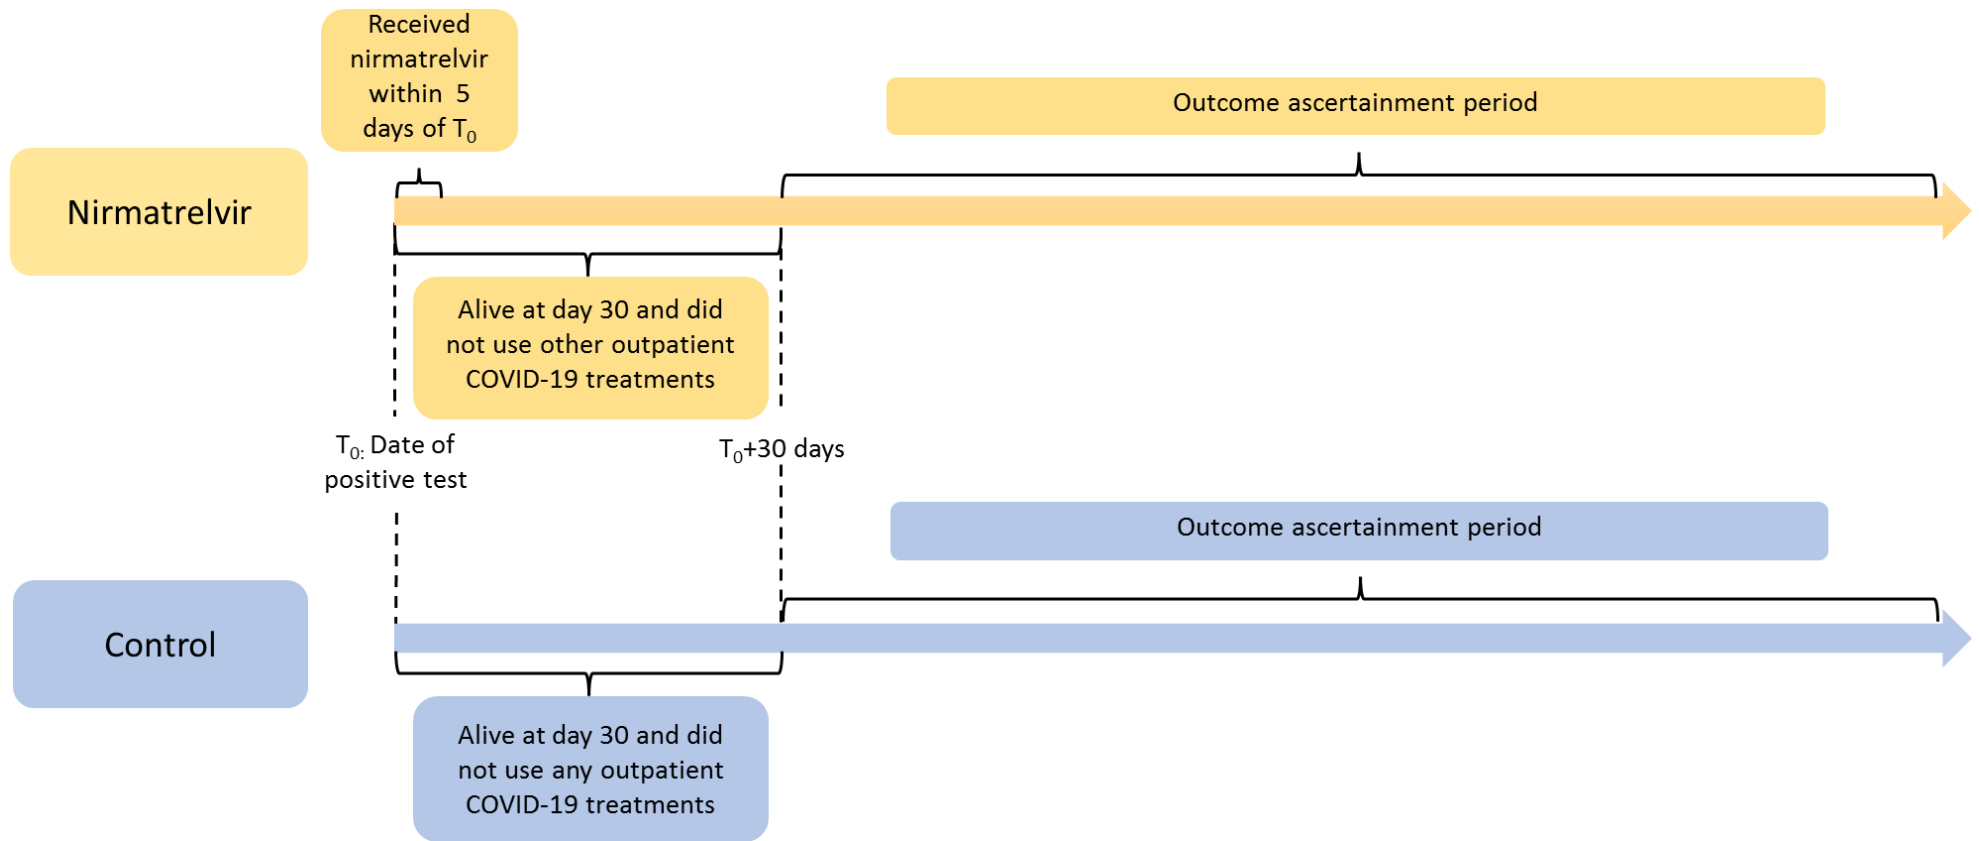 Received
nirmatrelvir
within 5
days of T₀
Outcome ascertainment period
Nirmatrelvir
Alive at day 30 and did
not use other outpatient
COVID-19 treatments
T₀: Date of
positive test
T₀+30 days
Outcome ascertainment period
Control
Alive at day 30 and did
not use any outpatient
COVID-19 treatments